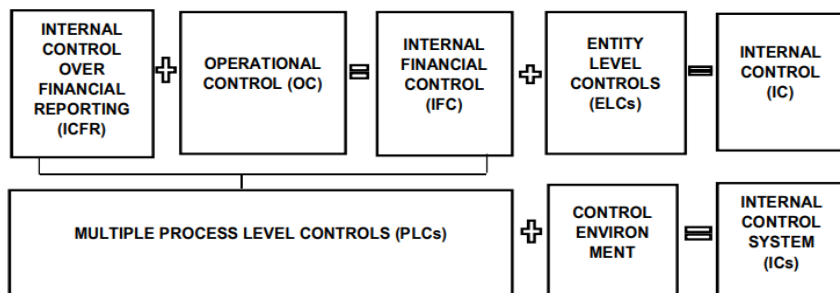 INTERNAL
CONTROL
OVER
FINANCIAL
REPORTING
(ICFR)
OPERATIONAL
CONTROL (OC)
INTERNAL
FINANCIAL
CONTROL
(IFC)
ENTITY
LEVEL
CONTROLS
(ELCs)
INTERNAL
CONTROL
(IC)
MULTIPLE PROCESS LEVEL CONTROLS (PLCs)
CONTROL
ENVIRON
MENT
INTERNAL
CONTROL
SYSTEM
(ICs)